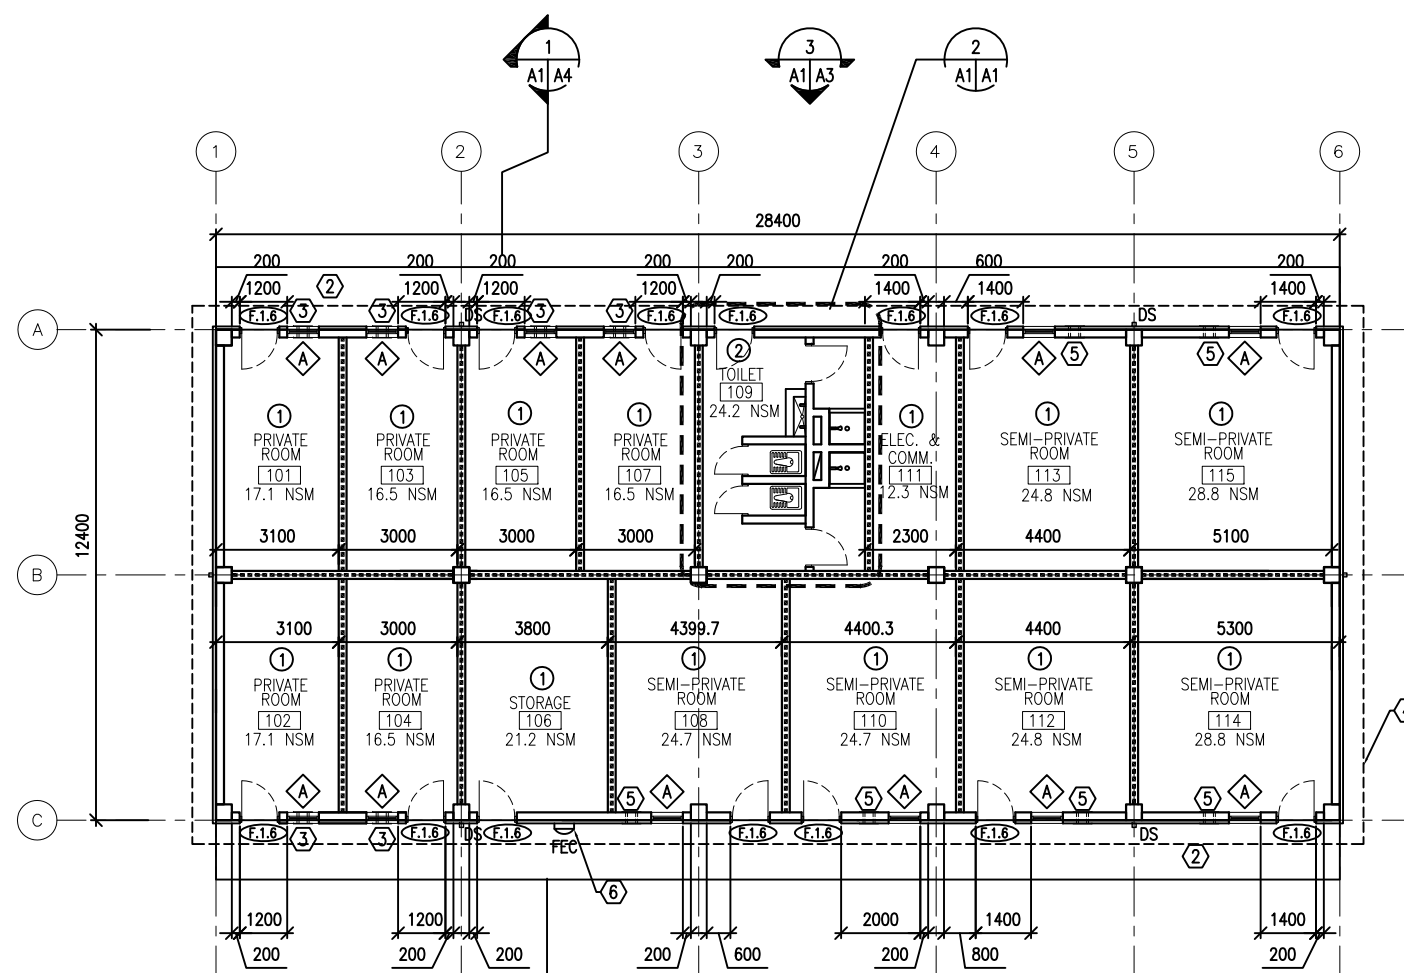 1
A1 A4
3
A1 A3
2
A1 A1
1 2 3 4 5 6
28400
200 200 200 200 200 200 600 200
1200 2 1200 1200 1200 1400 1400 1400
F.1.6 3 3 F.1.6 DS F.1.6 3 3 F.1.6 F.1.6 F.1.6 F.1.6 DS F.1.6
A
A A A A A 5 5 A
2
TOILET
109
24.2 NSM
1
PRIVATE
ROOM
101
17.1 NSM
1
PRIVATE
ROOM
103
16.5 NSM
1
PRIVATE
ROOM
105
16.5 NSM
1
PRIVATE
ROOM
107
16.5 NSM
1
ELEC. &
COMM.
111
12.3 NSM
1
SEMI-PRIVATE
ROOM
113
24.8 NSM
1
SEMI-PRIVATE
ROOM
115
28.8 NSM
12400
3100 3000 3000 3000 2300 4400 5100
B
3100 3000 3800 4399.7 4400.3 4400 5300
1
PRIVATE
ROOM
102
17.1 NSM
1
PRIVATE
ROOM
104
16.5 NSM
1
STORAGE
106
21.2 NSM
1
SEMI-PRIVATE
ROOM
108
24.7 NSM
1
SEMI-PRIVATE
ROOM
110
24.7 NSM
1
SEMI-PRIVATE
ROOM
112
24.8 NSM
1
SEMI-PRIVATE
ROOM
114
28.8 NSM
A A 5 5 A A 5 5 A
C
F.1.6 3 3 F.1.6 DS F.1.6 F.1.6 F.1.6 F.1.6 DS F.1.6
FEC
2
6
1200 1200 2000 1400 1400
200 200 200 200 600 200 800 200